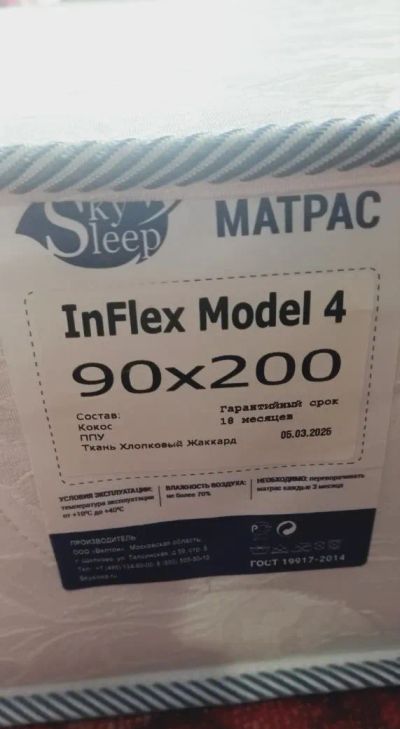 Sky
Sleep
МАТРАС
InFlex Model 4
90x200
Состав:
Кокос
ППУ
Ткань Хлопковый Жаккард
Гарантийный срок
18 месяцев
05.03.2025
УСЛОВИЯ ЭКСПЛУАТАЦИИ:
температура эксплуатации
от +10°C до +40°C
ВЛАЖНОСТЬ ВОЗДУХА:
не более 70%
НЕОБХОДИМО: переворачивать
матрас каждые 3 месяца
ПРОИЗВОДИТЕЛЬ:
Московская область,
ГОСТ 19917-2014